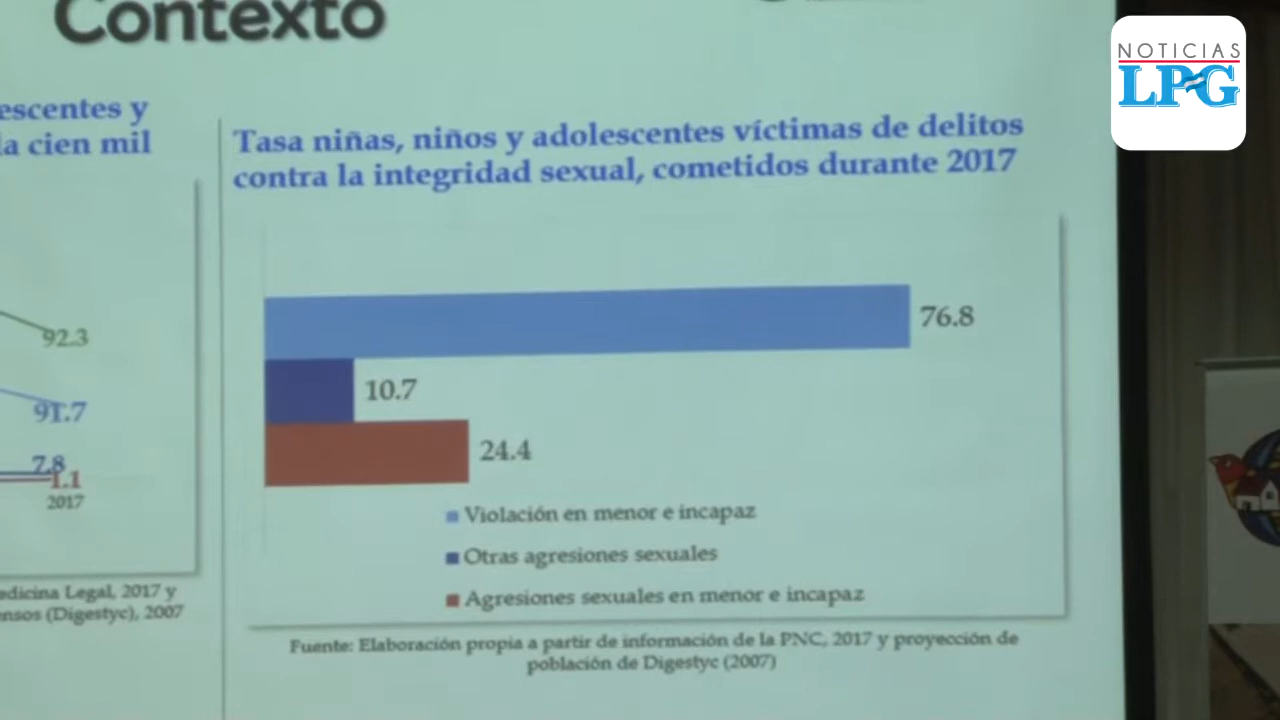 Contexto
NOTICIAS
LPG
escentes y
a cien mil
92.3
91.7
7.8
1.1
2017
edicina Legal, 2017 y
nsos (Digestyc), 2007
Tasa niñas, niños y adolescentes víctimas de delitos
contra la integridad sexual, cometidos durante 2017
76.8
10.7
24.4
Violación en menor e incapaz
Otras agresiones sexuales
Agresiones sexuales en menor e incapaz
Fuente: Elaboración propia a partir de información de la PNC, 2017 y proyección de
población de Digestyc (2007)